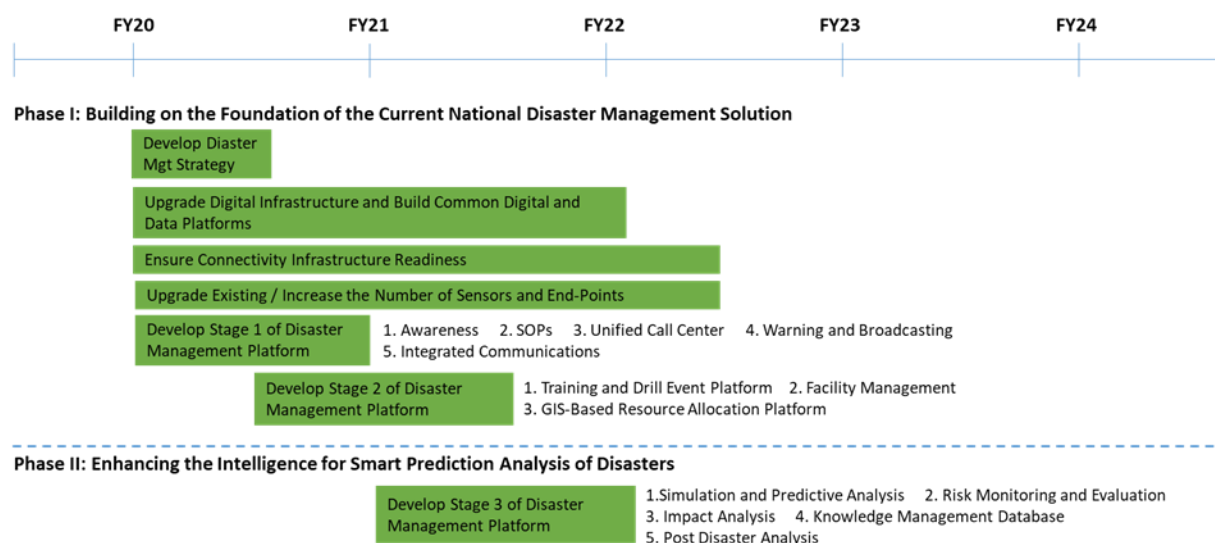 FY20 FY21 FY22 FY23 FY24
Phase I: Building on the Foundation of the Current National Disaster Management Solution
Develop Diaster
Mgt Strategy
Upgrade Digital Infrastructure and Build Common Digital and
Data Platforms
Ensure Connectivity Infrastructure Readiness
Upgrade Existing / Increase the Number of Sensors and End-Points
Develop Stage 1 of Disaster
Management Platform
1. Awareness 2. SOPs 3. Unified Call Center 4. Warning and Broadcasting
5. Integrated Communications
Develop Stage 2 of Disaster
Management Platform
1. Training and Drill Event Platform 2. Facility Management
3. GIS-Based Resource Allocation Platform
Phase II: Enhancing the Intelligence for Smart Prediction Analysis of Disasters
Develop Stage 3 of Disaster
Management Platform
1.Simulation and Predictive Analysis 2. Risk Monitoring and Evaluation
3. Impact Analysis 4. Knowledge Management Database
5. Post Disaster Analysis